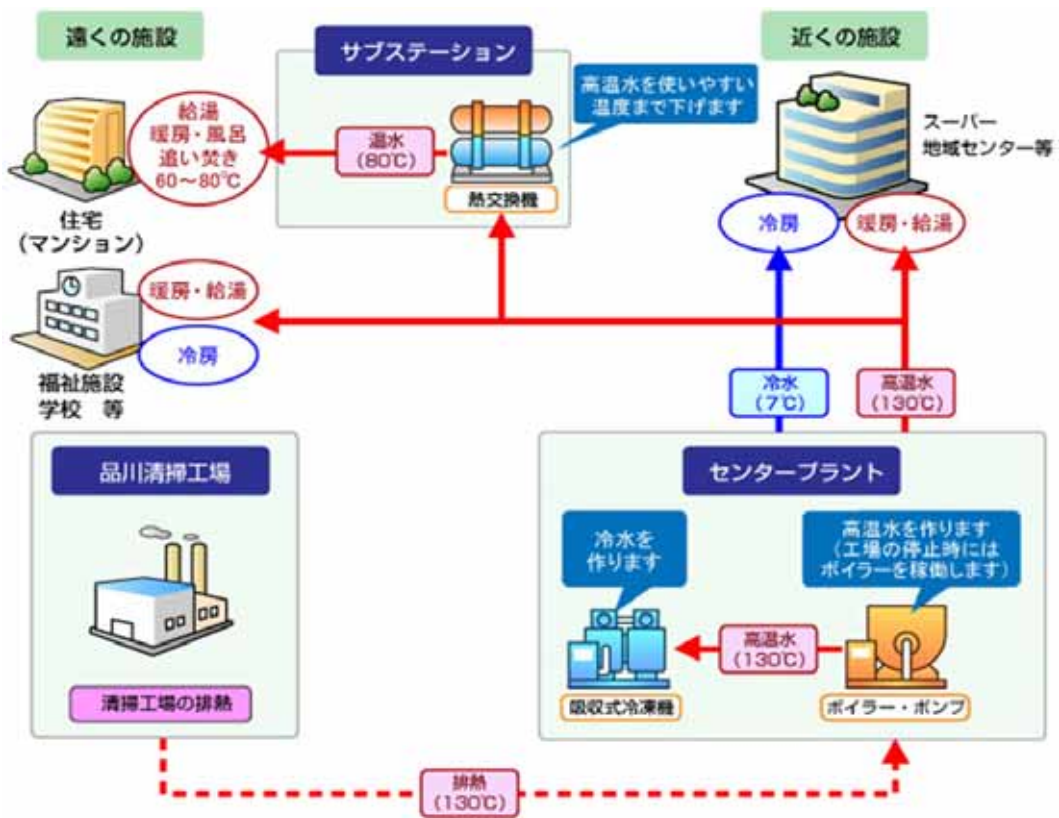 遠くの施設
サブステーション
近くの施設
高温水を使いやすい
温度まで下げます
給湯
暖房・風呂
追い焚き
60～80℃
温水
(80℃)
熱交換機
スーパー
地域センター等
住宅
(マンション)
冷房
暖房・給湯
暖房・給湯
冷房
福祉施設
学校 等
冷水
(7℃)
高温水
(130℃)
品川清掃工場
センタープラント
冷水を
作ります
高温水を作ります
(工場の停止時には
ボイラーを稼働します)
高温水
(130℃)
清掃工場の排熱
吸収式冷凍機
ボイラー・ポンプ
排熱
(130℃)